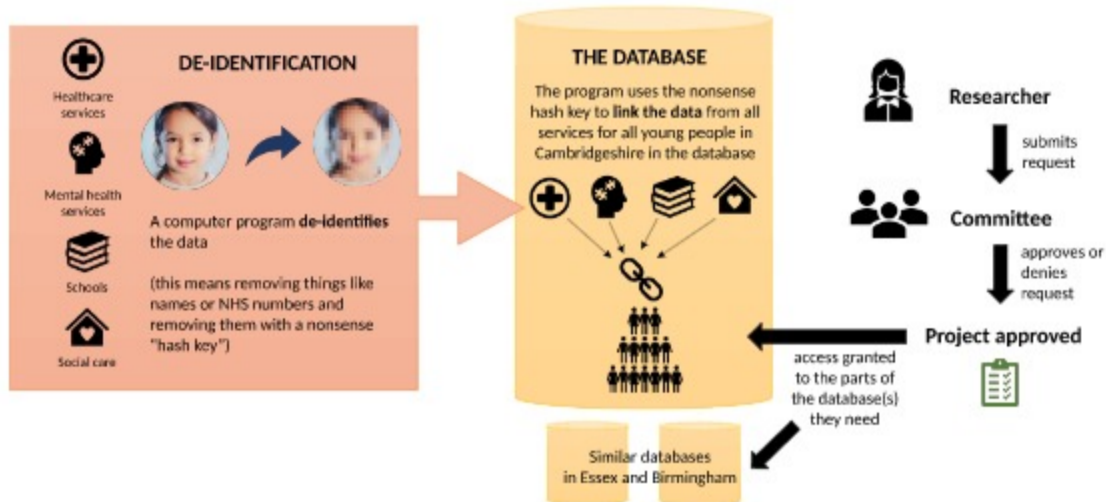 Healthcare
services
Mental health
services
Schools
Social care
DE-IDENTIFICATION
A computer program de-identifies
the data
(this means removing things like
names or NHS numbers and
removing them with a nonsense
"hash key")
THE DATABASE
The program uses the nonsense
hash key to link the data from all
services for all young people in
Cambridgeshire in the database
Similar databases
in Essex and Birmingham
Researcher
submits
request
Committee
approves or
denies
request
Project approved
access granted
to the parts of
the database(s)
they need